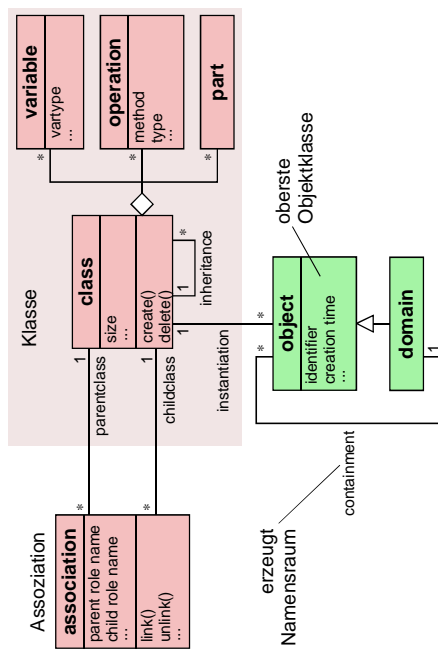 Assoziation
association
parent role name
child role name
...
link()
unlink()
...
*
parentclass
1
*
childclass
1
Klasse
class
size
...
create()
delete()
...
1
*
inheritance
variable
vartype
...
*
operation
method
type
...
*
part
*
1
instantiation
*
object
identifier
creation time
...
oberste
Objektklasse
domain
1
*
containment
erzeugt
Namensraum